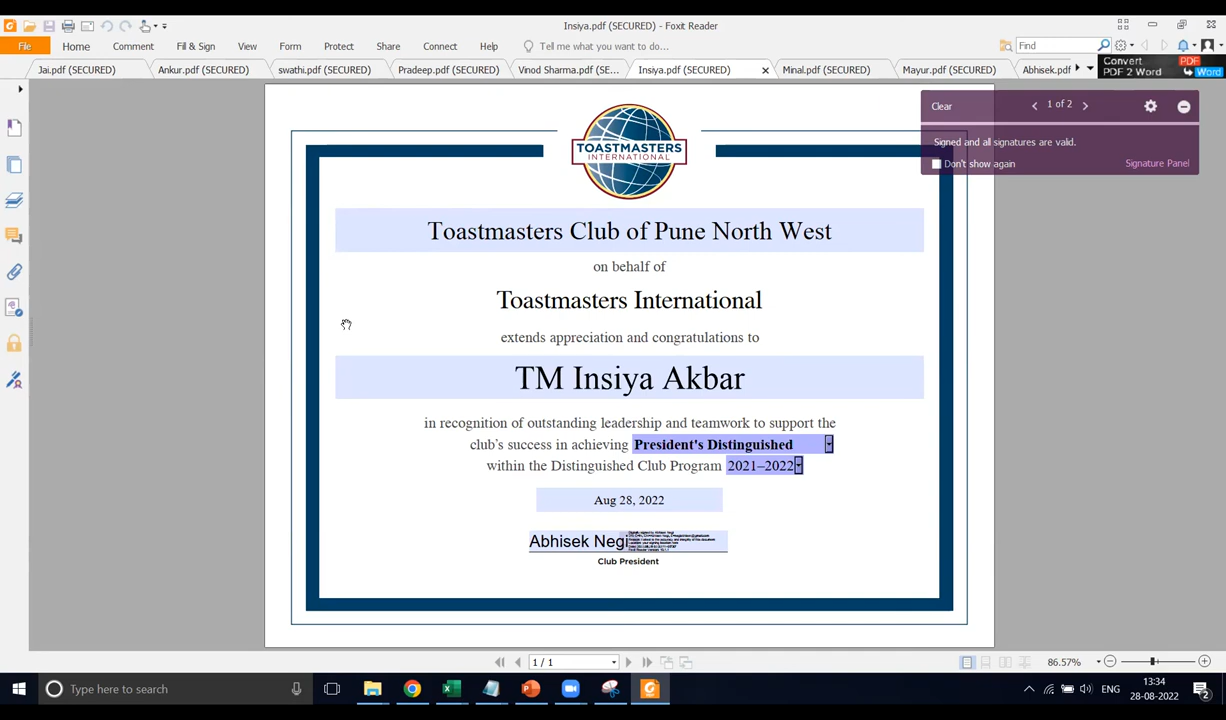 Insiya.pdf (SECURED) - Foxit Reader
File Home Comment Fill & Sign View Form Protect Share Connect Help Tell me what you want to do... Find
Jai.pdf (SECURED) Ankur.pdf (SECURED) swathi.pdf (SECURED) Pradeep.pdf (SECURED) Vinod Sharma.pdf (SE... Insiya.pdf (SECURED) Minal.pdf (SECURED) Mayur.pdf (SECURED) Abhisek.pdf
Convert PDF
PDF 2 Word Word
Clear 1 of 2
Signed and all signatures are valid.
Don't show again Signature Panel
TOASTMASTERS
INTERNATIONAL
Toastmasters Club of Pune North West
on behalf of
Toastmasters International
extends appreciation and congratulations to
TM Insiya Akbar
in recognition of outstanding leadership and teamwork to support the
club's success in achieving President's Distinguished
within the Distinguished Club Program 2021–2022
Aug 28, 2022
Abhisek Negi
Club President
1 / 1 86.57%
Type here to search ENG 13:34
28-08-2022 2